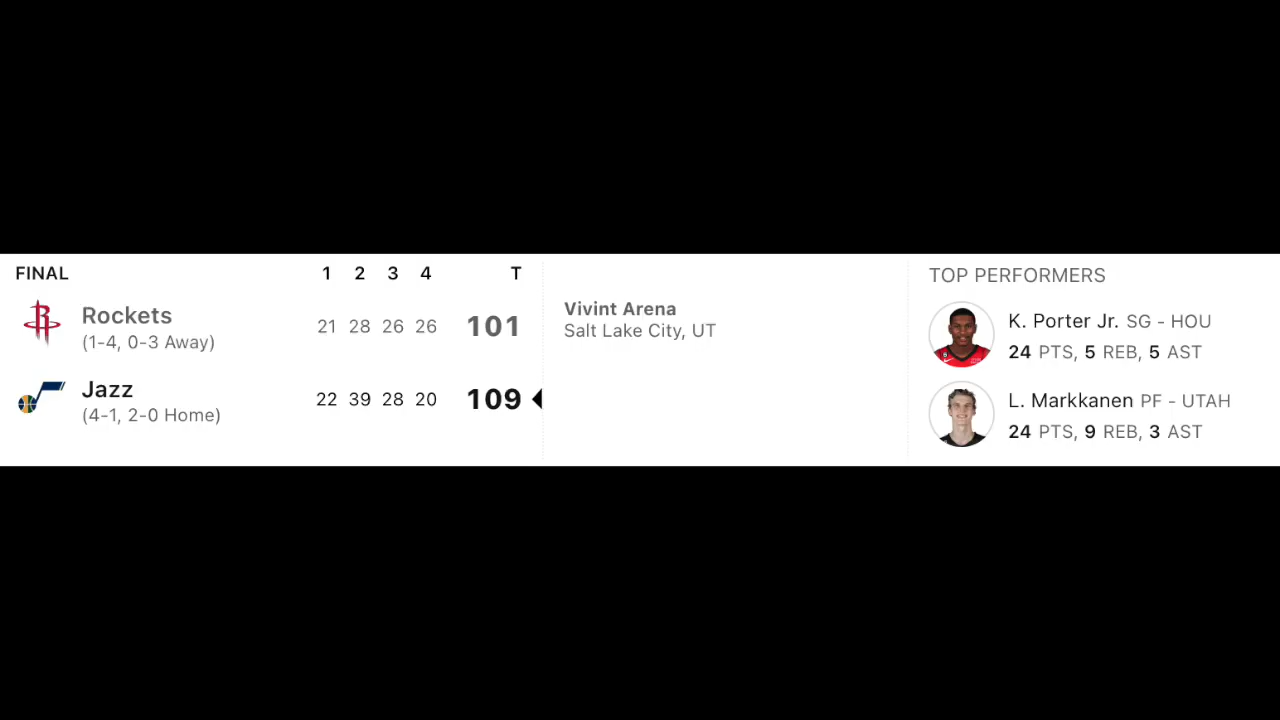 FINAL 1 2 3 4 T
Rockets 21 28 26 26 101
(1-4, 0-3 Away)
Jazz 22 39 28 20 109
(4-1, 2-0 Home)
Vivint Arena
Salt Lake City, UT
TOP PERFORMERS
K. Porter Jr. SG - HOU
24 PTS, 5 REB, 5 AST
L. Markkanen PF - UTAH
24 PTS, 9 REB, 3 AST